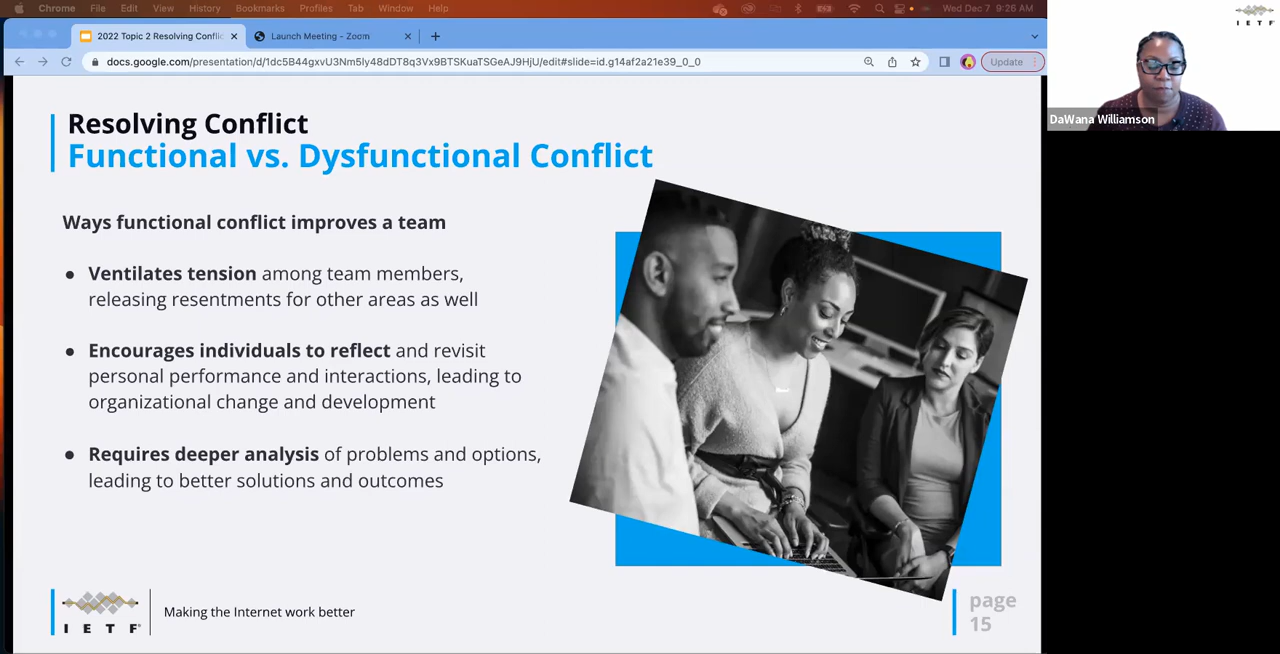 Chrome File Edit View History Bookmarks Profiles Tab Window Help Wed Dec 7 9:26 AM
2022 Topic 2 Resolving Conflic
Launch Meeting - Zoom
docs.google.com/presentation/d/1dc5B44gxvU3Nm5Iy48dDT8q3Vx9BTSKuaTSGeAJ9HjU/edit#slide=id.g14af2a21e39_0_0
Update
I E T F
DaWana Williamson
Resolving Conflict
Functional vs. Dysfunctional Conflict
Ways functional conflict improves a team
● Ventilates tension among team members,
releasing resentments for other areas as well
● Encourages individuals to reflect and revisit
personal performance and interactions, leading to
organizational change and development
● Requires deeper analysis of problems and options,
leading to better solutions and outcomes
I E T F®
Making the Internet work better
page
15